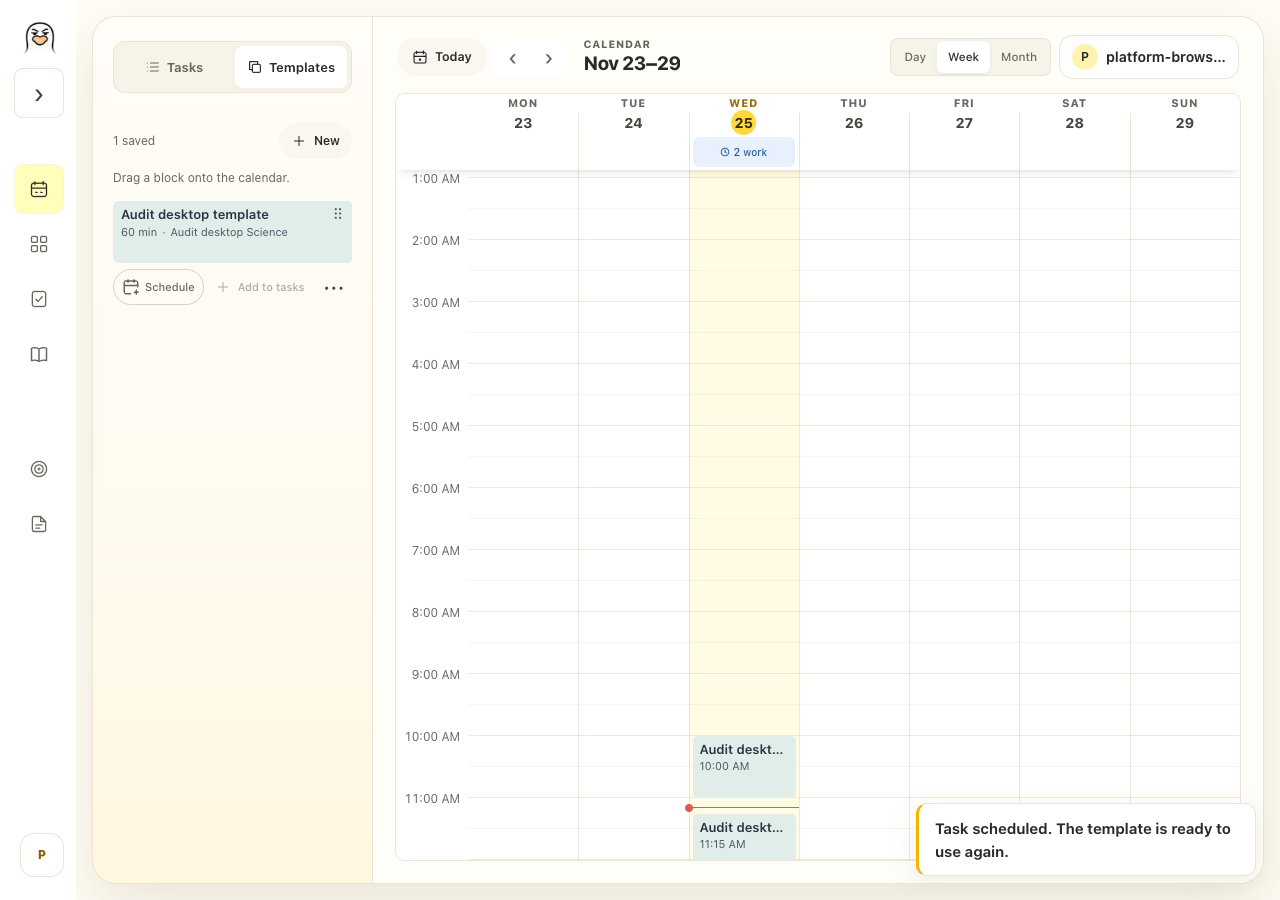 Tasks
Templates
1 saved
New
Drag a block onto the calendar.
Audit desktop template
60 min · Audit desktop Science
Schedule
Add to tasks
P
Today
CALENDAR
Nov 23–29
Day
Week
Month
P
platform-brows...
MON
23
TUE
24
WED
25
THU
26
FRI
27
SAT
28
SUN
29
2 work
1:00 AM
2:00 AM
3:00 AM
4:00 AM
5:00 AM
6:00 AM
7:00 AM
8:00 AM
9:00 AM
10:00 AM
11:00 AM
Audit deskt...
10:00 AM
Audit deskt...
11:15 AM
Task scheduled. The template is ready to
use again.